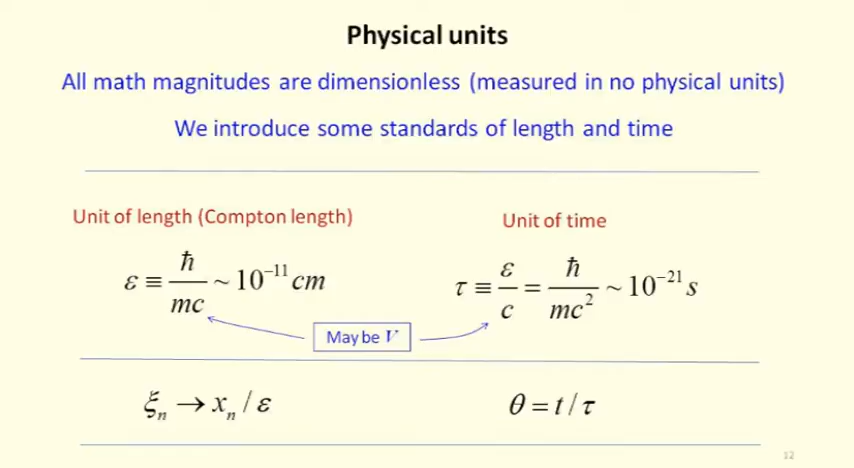 Physical units
All math magnitudes are dimensionless (measured in no physical units)
We introduce some standards of length and time
Unit of length (Compton length)
Unit of time
ε ≡ ħ/mc ~ 10⁻¹¹ cm
τ ≡ ε/c = ħ/mc² ~ 10⁻²¹ s
May be V
ξₙ → xₙ / ε
θ = t / τ
12